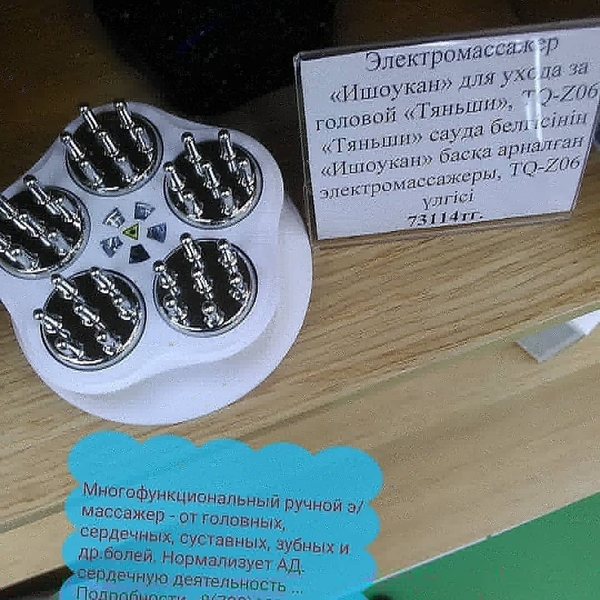 Электромассажер
«Ишоукан» для ухода за
головой «Тяньши», TQ-Z06
«Тяньши» сауда белгісінің
«Ишоукан» басқа арналған
электромассажеры, TQ-Z06
үлгісі
73114тг.
Многофункциональный ручной э/
массажер - от головных,
сердечных, суставных, зубных и
др.болей. Нормализует АД.
сердечную деятельность ...
Подробности